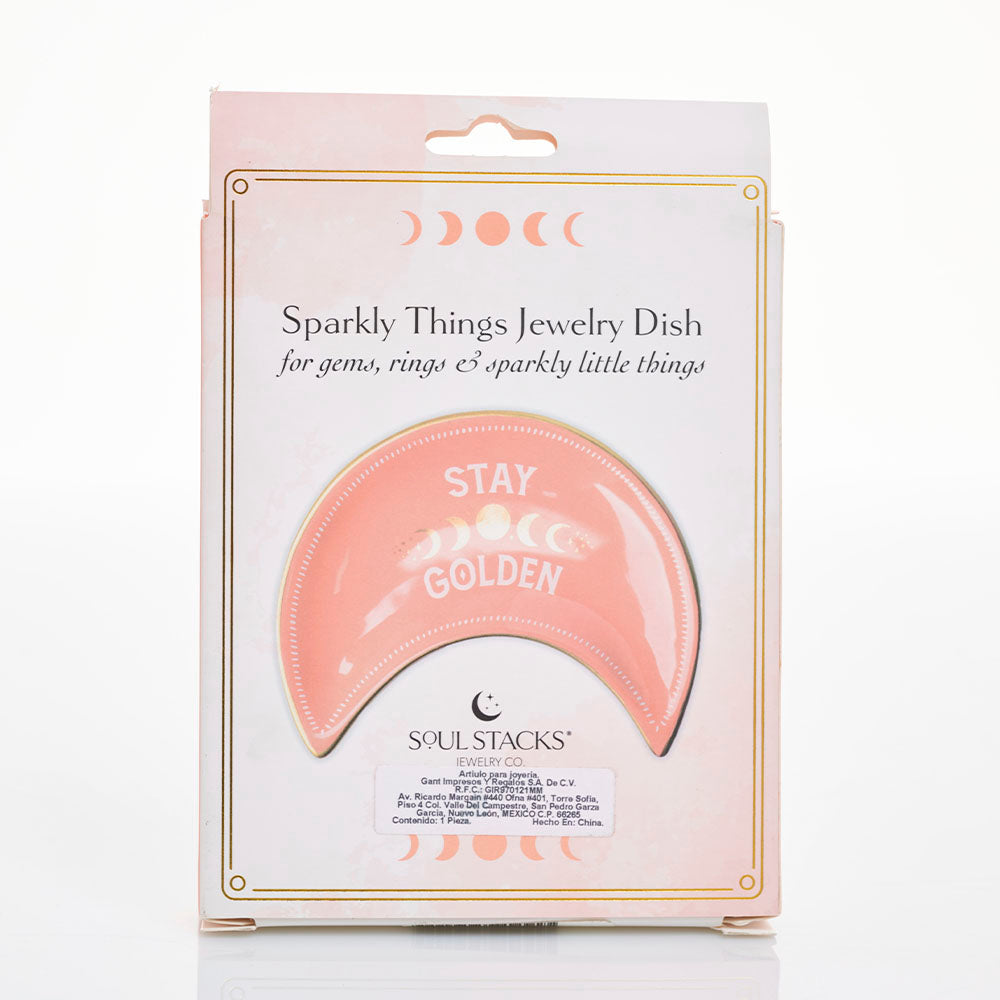 Sparkly Things Jewelry Dish
for gems, rings & sparkly little things
STAY
GOLDEN
SOUL STACKS®
JEWELRY CO.
Artiulo para joyería.
Gant Impresos Y Regalos S.A. De C.V.
R.F.C.: GIR970121MM
Av. Ricardo Margain #440 Ofna #401, Torre Sofia,
Piso 4 Col. Valle Del Campestre, San Pedro Garza
Garcia, Nuevo León, MEXICO C.P. 66265
Contenido: 1 Pieza. Hecho En: China.